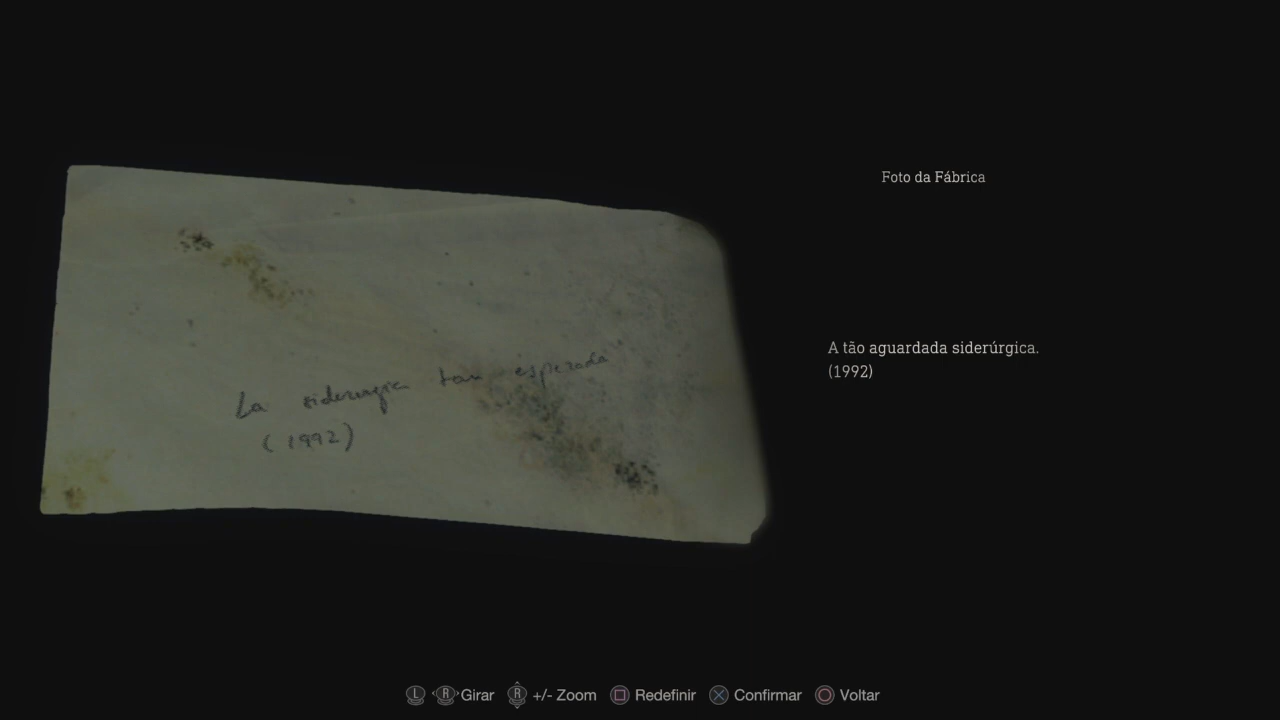 Foto da Fábrica
La siderurgia tan esperada
(1992)
A tão aguardada siderúrgica.
(1992)
L R Girar R +/- Zoom Redefinir Confirmar Voltar